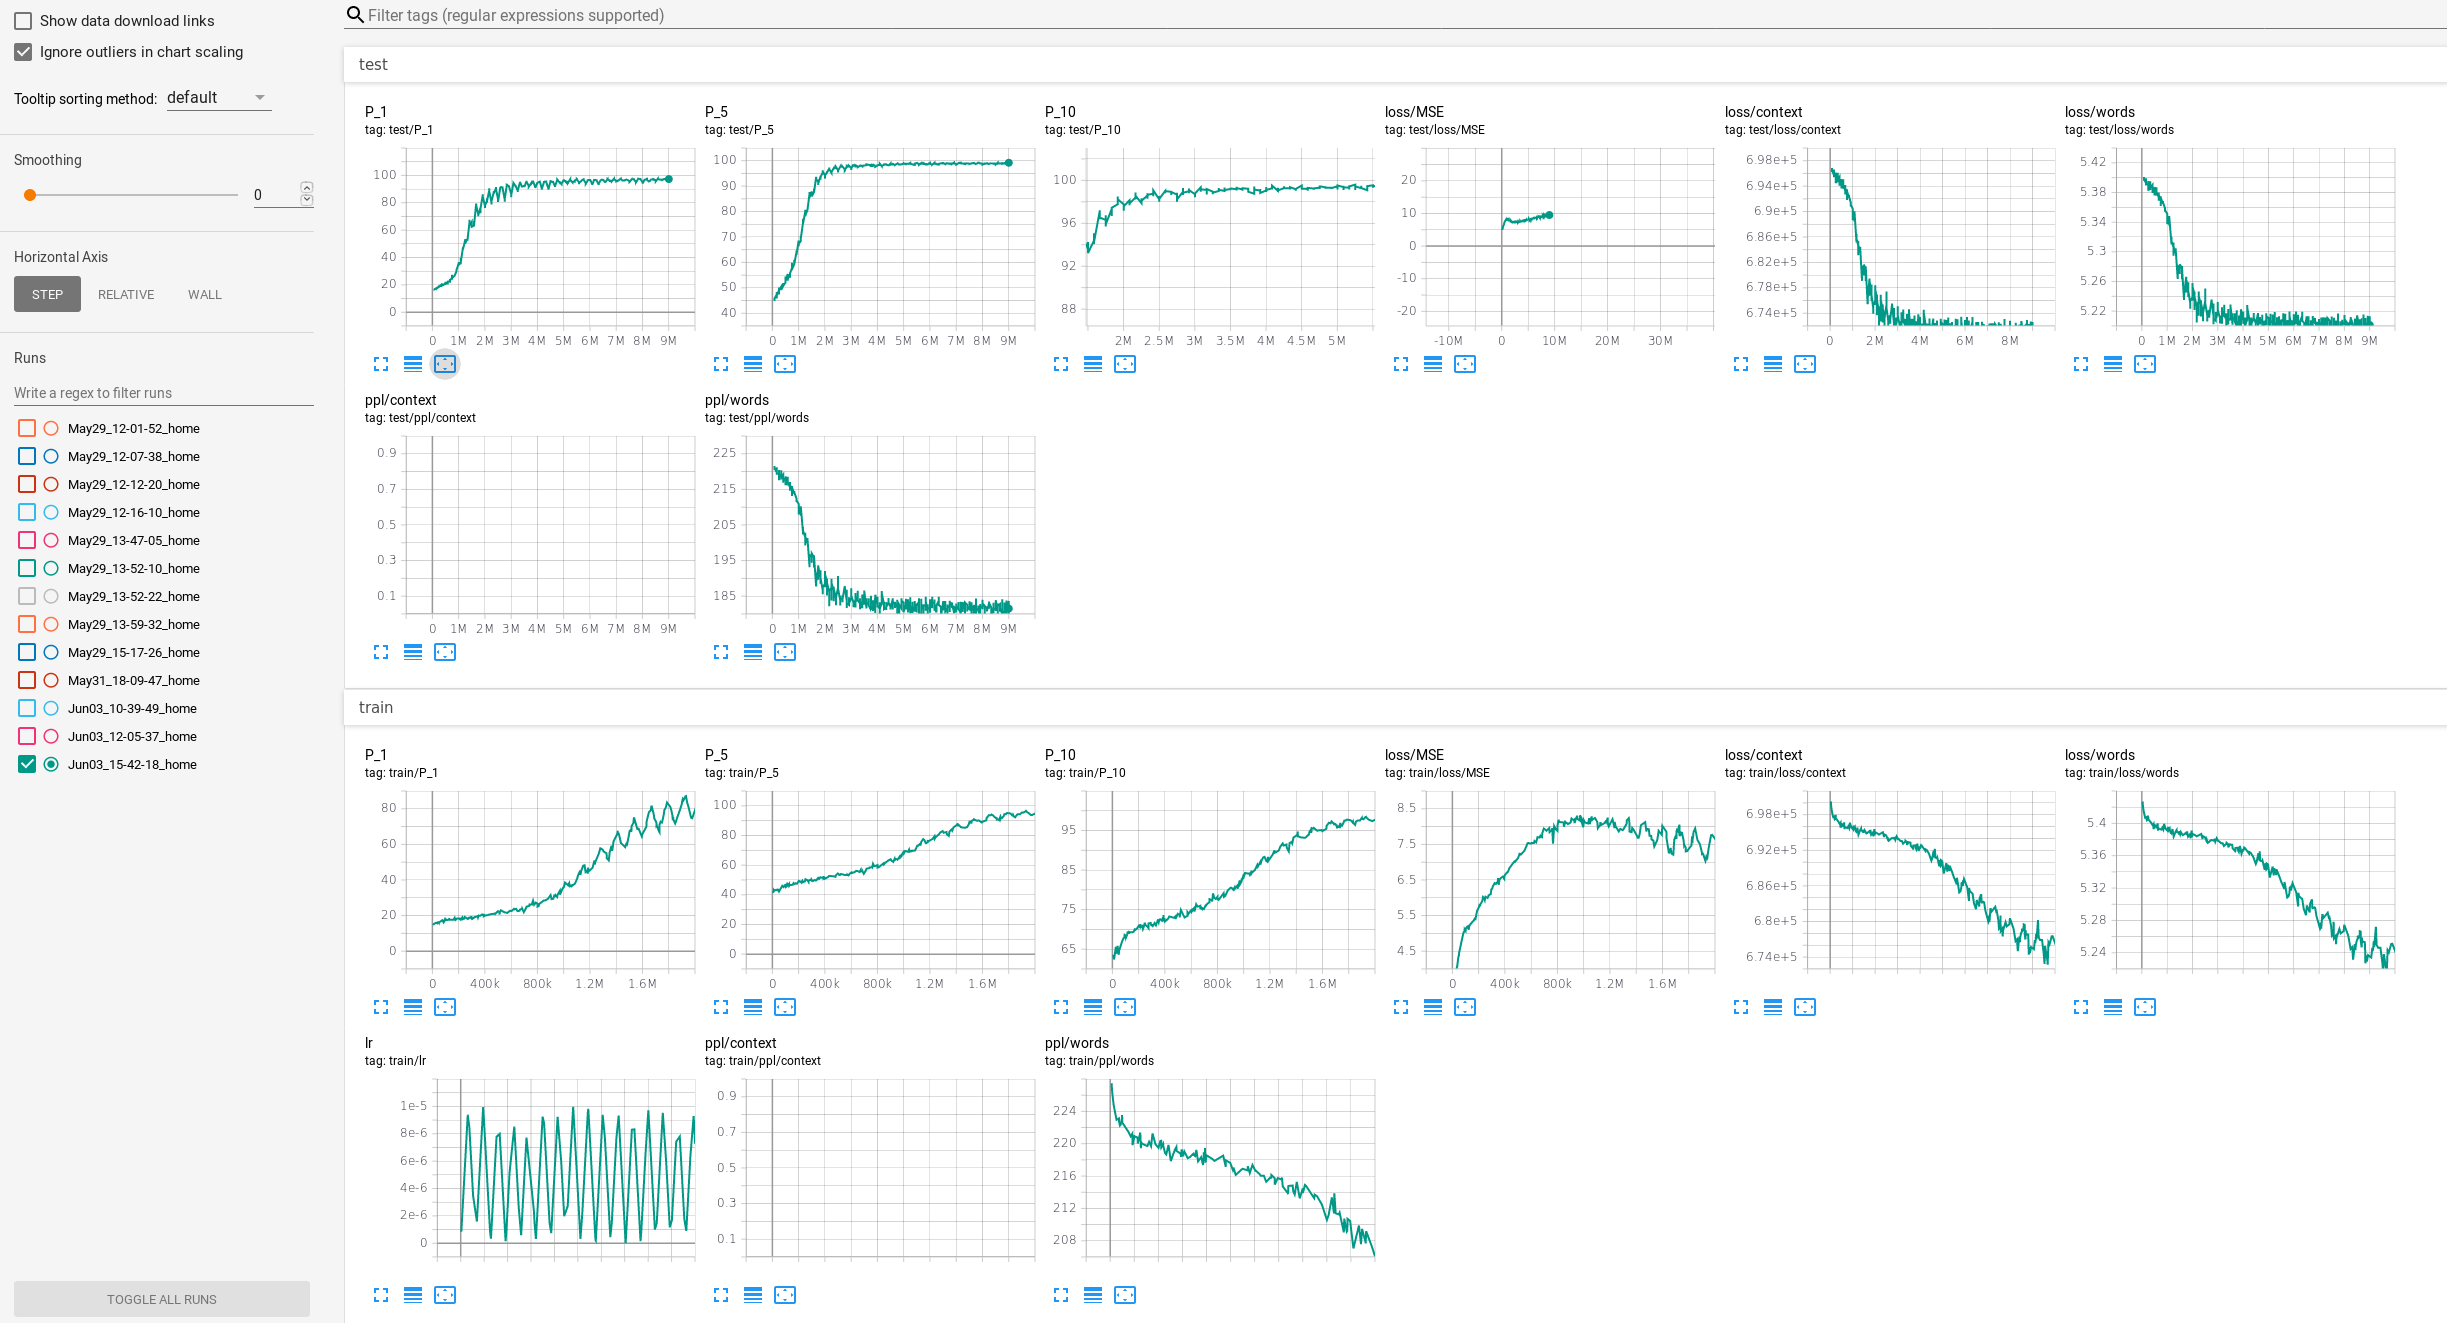 Show data download links
Ignore outliers in chart scaling
Tooltip sorting method: default
Smoothing
0
Horizontal Axis
STEP RELATIVE WALL
Runs
Write a regex to filter runs
May29_12-01-52_home
May29_12-07-38_home
May29_12-12-20_home
May29_12-16-10_home
May29_13-47-05_home
May29_13-52-10_home
May29_13-52-22_home
May29_13-59-32_home
May29_15-17-26_home
May31_18-09-47_home
Jun03_10-39-49_home
Jun03_12-05-37_home
Jun03_15-42-18_home
TOGGLE ALL RUNS
Filter tags (regular expressions supported)
test
P_1
tag: test/P_1
100
80
60
40
20
0
0 1M 2M 3M 4M 5M 6M 7M 8M 9M
P_5
tag: test/P_5
100
90
80
70
60
50
40
0 1M 2M 3M 4M 5M 6M 7M 8M 9M
P_10
tag: test/P_10
100
96
92
88
2M 2.5M 3M 3.5M 4M 4.5M 5M
loss/MSE
tag: test/loss/MSE
20
10
0
-10
-20
-10M 0 10M 20M 30M
loss/context
tag: test/loss/context
6.98e+5
6.94e+5
6.9e+5
6.86e+5
6.82e+5
6.78e+5
6.74e+5
0 2M 4M 6M 8M
loss/words
tag: test/loss/words
5.42
5.38
5.34
5.3
5.26
5.22
0 1M 2M 3M 4M 5M 6M 7M 8M 9M
ppl/context
tag: test/ppl/context
0.9
0.7
0.5
0.3
0.1
0 1M 2M 3M 4M 5M 6M 7M 8M 9M
ppl/words
tag: test/ppl/words
225
215
205
195
185
0 1M 2M 3M 4M 5M 6M 7M 8M 9M
train
P_1
tag: train/P_1
80
60
40
20
0
0 400k 800k 1.2M 1.6M
P_5
tag: train/P_5
100
80
60
40
20
0
0 400k 800k 1.2M 1.6M
P_10
tag: train/P_10
95
85
75
65
0 400k 800k 1.2M 1.6M
loss/MSE
tag: train/loss/MSE
8.5
7.5
6.5
5.5
4.5
0 400k 800k 1.2M 1.6M
loss/context
tag: train/loss/context
6.98e+5
6.92e+5
6.86e+5
6.8e+5
6.74e+5
loss/words
tag: train/loss/words
5.4
5.36
5.32
5.28
5.24
lr
tag: train/lr
1e-5
8e-6
6e-6
4e-6
2e-6
0
ppl/context
tag: train/ppl/context
0.9
0.7
0.5
0.3
0.1
ppl/words
tag: train/ppl/words
224
220
216
212
208